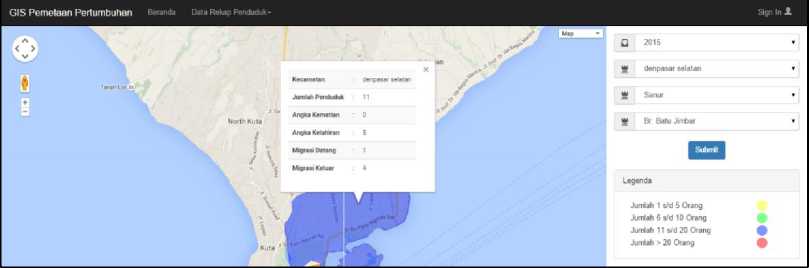 GIS Pemetaan Pertumbuhan Beranda Data Rekap Penduduk Sign In
Map
Tanah Lot
North Kuta
Kuta
Kecamatan : denpasar selatan
Jumlah Penduduk : 11
Angka Kematian : 0
Angka Kelahiran : 5
Migrasi Datang : 1
Migrasi Keluar : 4
2015
denpasar selatan
Sanur
Br. Batu Jimbar
Submit
Legenda
Jumlah 1 s/d 5 Orang
Jumlah 6 s/d 10 Orang
Jumlah 11 s/d 20 Orang
Jumlah > 20 Orang